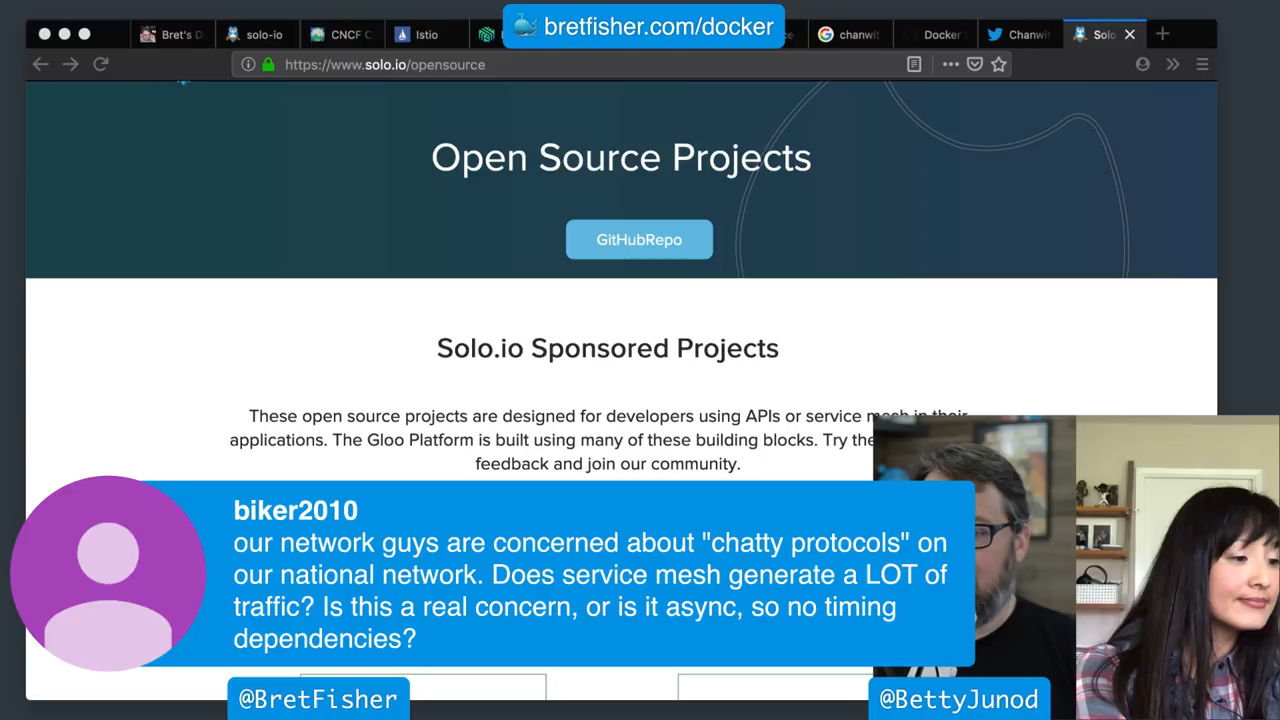 bretfisher.com/docker
Bret's D
solo-io
CNCF C
Istio
chanwit
Docker
Chanwit
Solo
https://www.solo.io/opensource
Open Source Projects
GitHubRepo
Solo.io Sponsored Projects
These open source projects are designed for developers using APIs or service mesh in their
applications. The Gloo Platform is built using many of these building blocks. Try the
feedback and join our community.
biker2010
our network guys are concerned about "chatty protocols" on
our national network. Does service mesh generate a LOT of
traffic? Is this a real concern, or is it async, so no timing
dependencies?
@BretFisher
@BettyJunod